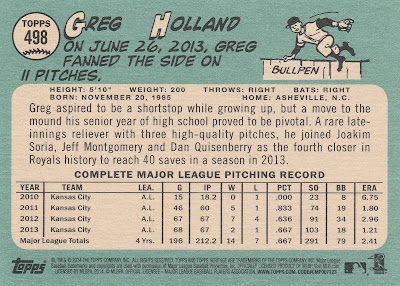 TOPPS
498
GREG HOLLAND
ON JUNE 26, 2013, GREG
FANNED THE SIDE ON
11 PITCHES.
BULLPEN
HEIGHT: 5'10" WEIGHT: 200 THROWS: RIGHT BATS: RIGHT
BORN: NOVEMBER 20, 1985 HOME: ASHEVILLE, N.C.
Greg aspired to be a shortstop while growing up, but a move to the
mound his senior year of high school proved to be pivotal. A rare late-
innings reliever with three high-quality pitches, he joined Joakim
Soria, Jeff Montgomery and Dan Quisenberry as the fourth closer in
Royals history to reach 40 saves in a season in 2013.
COMPLETE MAJOR LEAGUE PITCHING RECORD
YEAR TEAM LEA. G IP W L PCT SO BB ERA
2010 Kansas City A.L. 15 18.2 0 1 .000 23 8 6.75
2011 Kansas City A.L. 46 60 5 1 .833 74 19 1.80
2012 Kansas City A.L. 67 67 7 4 .636 91 34 2.96
2013 Kansas City A.L. 68 67 2 1 .667 103 18 1.21
Major League Totals 4 Yrs. 196 212.2 14 7 .667 291 79 2.41
Topps